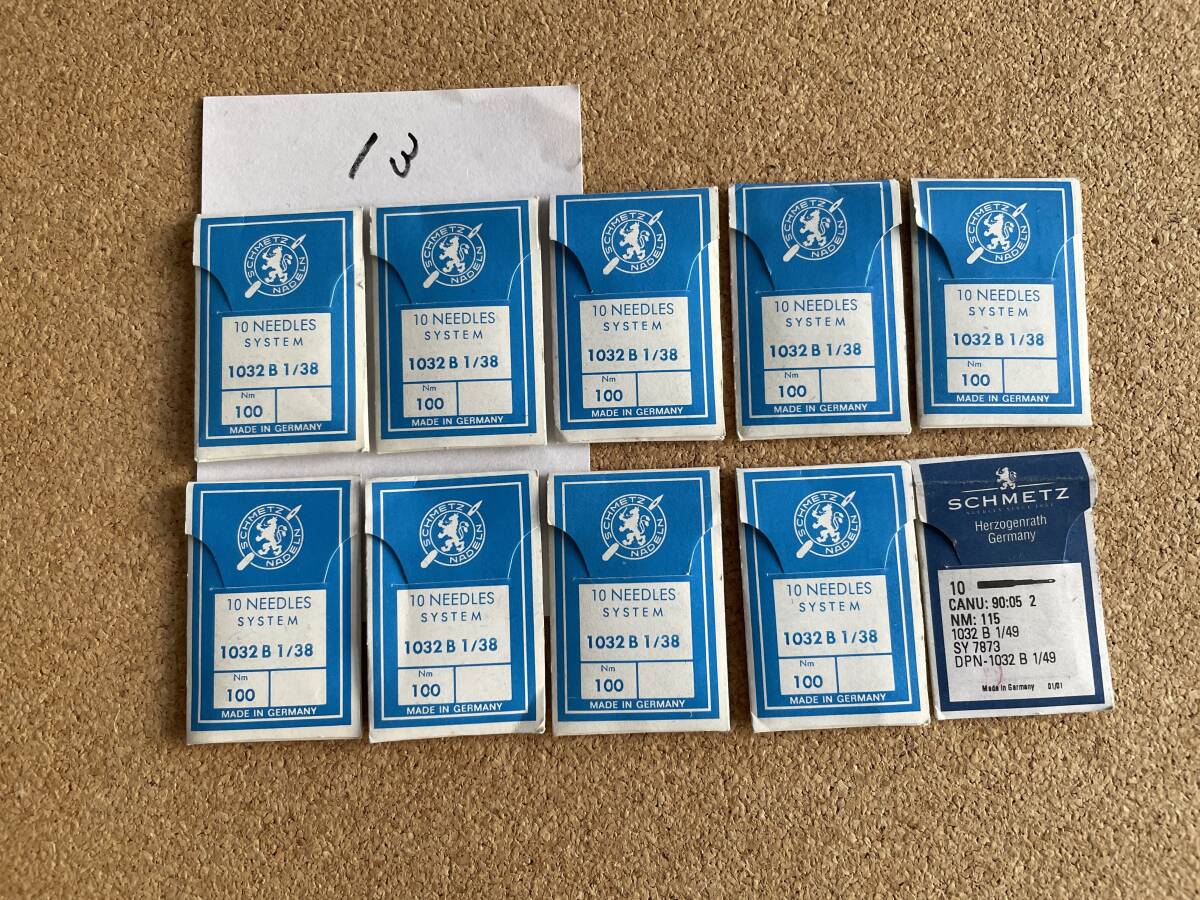 13
SCHMETZ NADELN
10 NEEDLES
SYSTEM
1032 B 1/38
Nm
100
MADE IN GERMANY
SCHMETZ NADELN
10 NEEDLES
SYSTEM
1032 B 1/38
Nm
100
MADE IN GERMANY
SCHMETZ NADELN
10 NEEDLES
SYSTEM
1032 B 1/38
Nm
100
MADE IN GERMANY
SCHMETZ NADELN
10 NEEDLES
SYSTEM
1032 B 1/38
Nm
100
MADE IN GERMANY
SCHMETZ NADELN
10 NEEDLES
SYSTEM
1032 B 1/38
Nm
100
MADE IN GERMANY
SCHMETZ NADELN
10 NEEDLES
SYSTEM
1032 B 1/38
Nm
100
MADE IN GERMANY
SCHMETZ NADELN
10 NEEDLES
SYSTEM
1032 B 1/38
Nm
100
MADE IN GERMANY
SCHMETZ NADELN
10 NEEDLES
SYSTEM
1032 B 1/38
Nm
100
MADE IN GERMANY
SCHMETZ NADELN
10 NEEDLES
SYSTEM
1032 B 1/38
Nm
100
MADE IN GERMANY
SCHMETZ
Herzogenrath
Germany
10
CANU: 90:05 2
NM: 115
1032 B 1/49
SY 7873
DPN-1032 B 1/49
Made in Germany 01/01